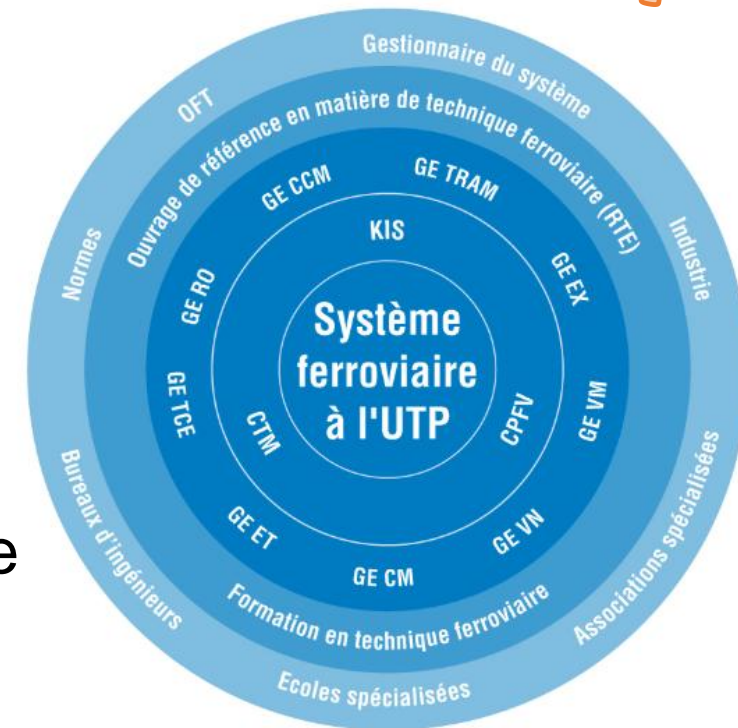 Gestionnaire du système
Industrie
Associations spécialisées
Ecoles spécialisées
Bureaux d'ingénieurs
Normes
OFT
Ouvrage de référence en matière de technique ferroviaire (RTE)
Formation en technique ferroviaire
GE CCM
GE TRAM
GE EX
GE VM
GE VN
GE CM
GE ET
GE TCE
GE RO
KIS
CPFV
CTM
Système
ferroviaire
à l'UTP
e